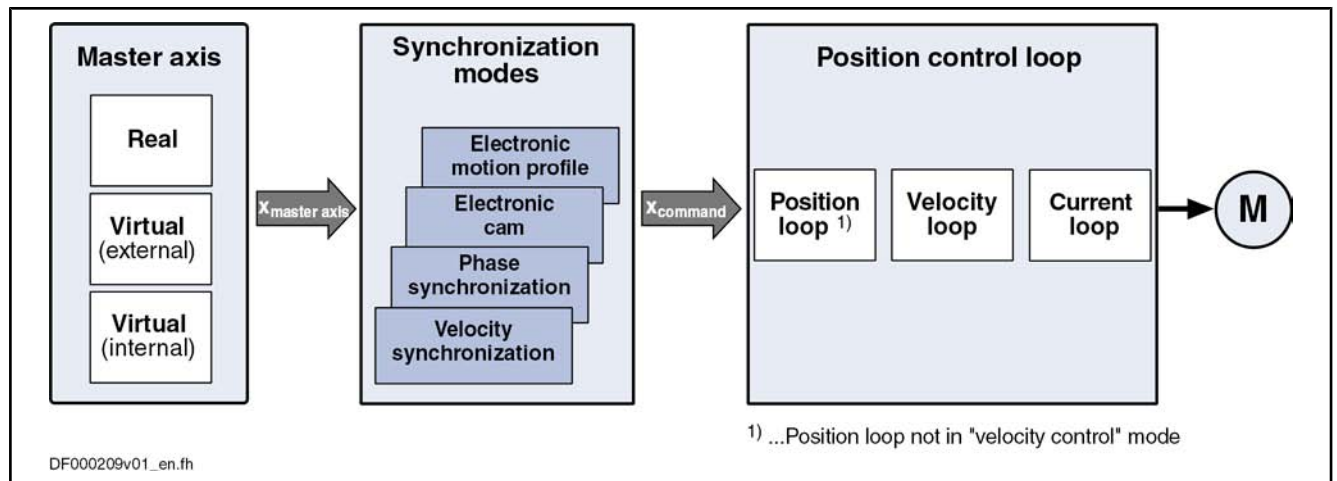 Master axis
Real
Virtual
(external)
Virtual
(internal)
x master axis
Synchronization
modes
Electronic
motion profile
Electronic
cam
Phase
synchronization
Velocity
synchronization
x command
Position control loop
Position
loop 1)
Velocity
loop
Current
loop
M
1) ...Position loop not in "velocity control" mode
DF000209v01_en.fh